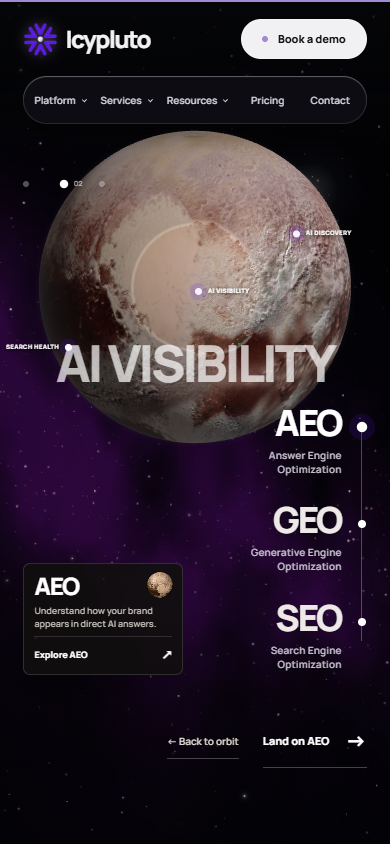 Icypluto
Book a demo
Platform Services Resources Pricing Contact
02
AI DISCOVERY
AI VISIBILITY
SEARCH HEALTH
AI VISIBILITY
AEO
Answer Engine
Optimization
GEO
Generative Engine
Optimization
AEO
Understand how your brand
appears in direct AI answers.
Explore AEO ↗
SEO
Search Engine
Optimization
← Back to orbit
Land on AEO →